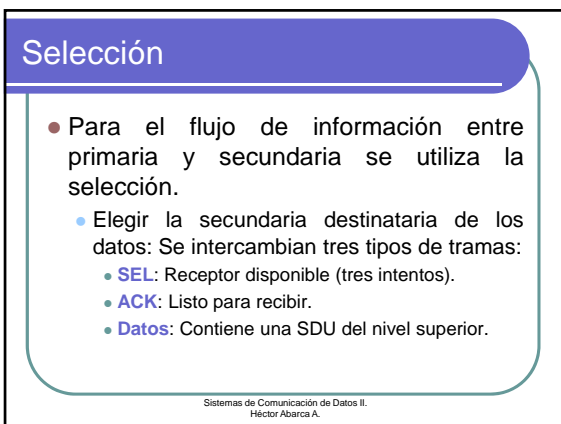 Selección
Para el flujo de información entre
primaria y secundaria se utiliza la
selección.
Elegir la secundaria destinataria de los
datos: Se intercambian tres tipos de tramas:
SEL: Receptor disponible (tres intentos).
ACK: Listo para recibir.
Datos: Contiene una SDU del nivel superior.
Sistemas de Comunicación de Datos II.
Héctor Abarca A.